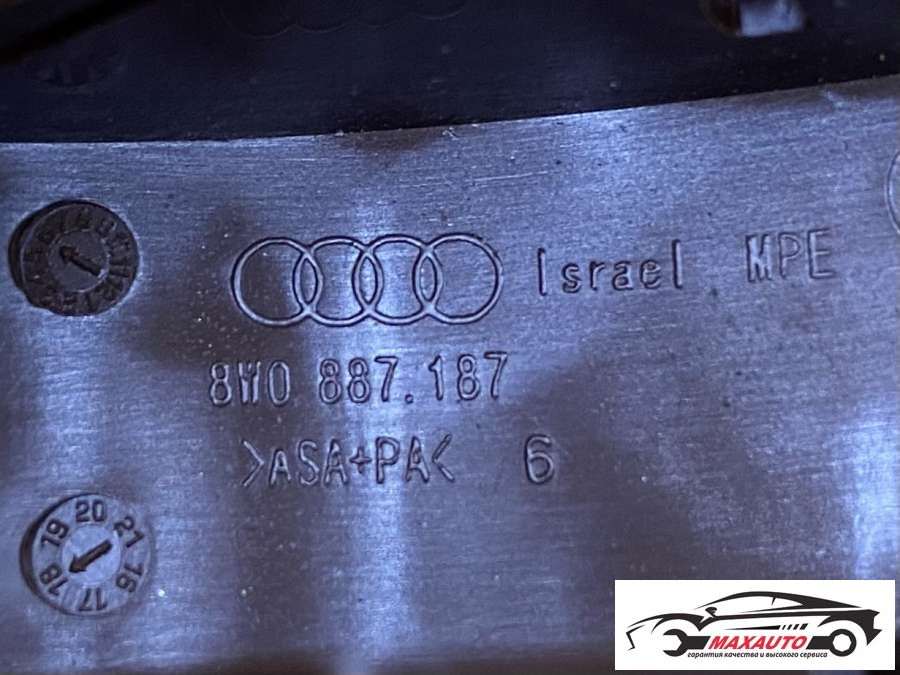 Israel MPE
8W0 887.187
>ASA+PA< 6
19 20 21
18 17 16
MAXAUTO
гарантия качества и высокого сервиса